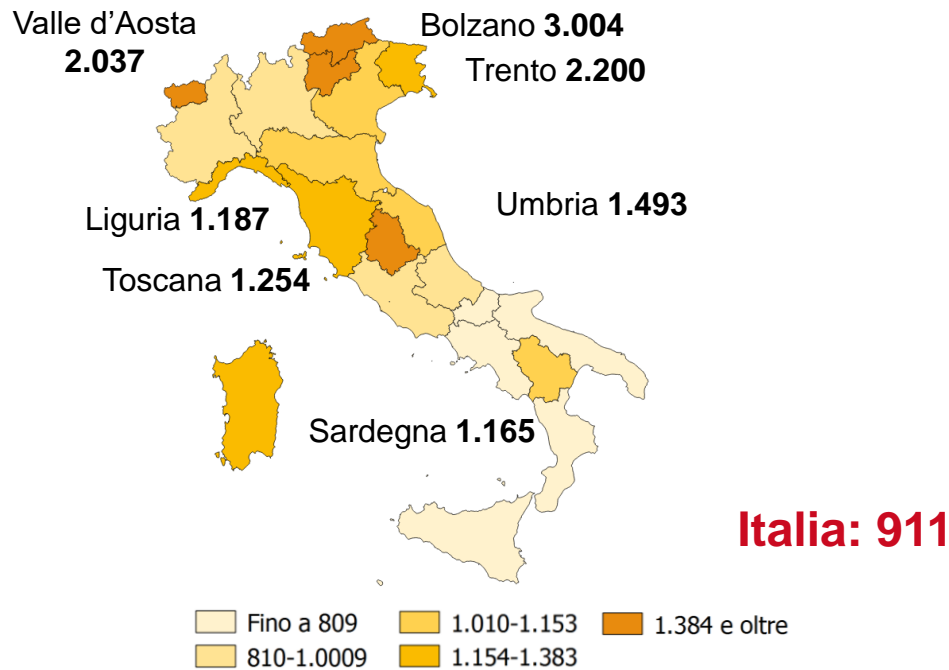 Valle d’Aosta
2.037
Bolzano 3.004
Trento 2.200
Umbria 1.493
Liguria 1.187
Toscana 1.254
Sardegna 1.165
Italia: 911
Fino a 809
1.010-1.153
1.384 e oltre
810-1.0009
1.154-1.383